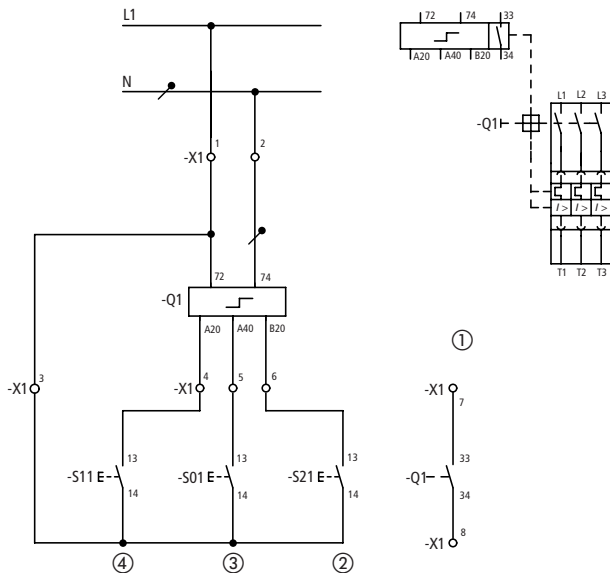 L1
72 74 33
A20 A40 B20 34
N
L1 L2 L3
-Q1
I > I > I >
T1 T2 T3
-X1 1 2
72 74
-Q1
A20 A40 B20
①
-X1 3
-X1 4 5 6
-X1 7
-S11 E 13 14
-S01 E 13 14
-S21 E 13 14
-Q1 33 34
-X1 8
④ ③ ②